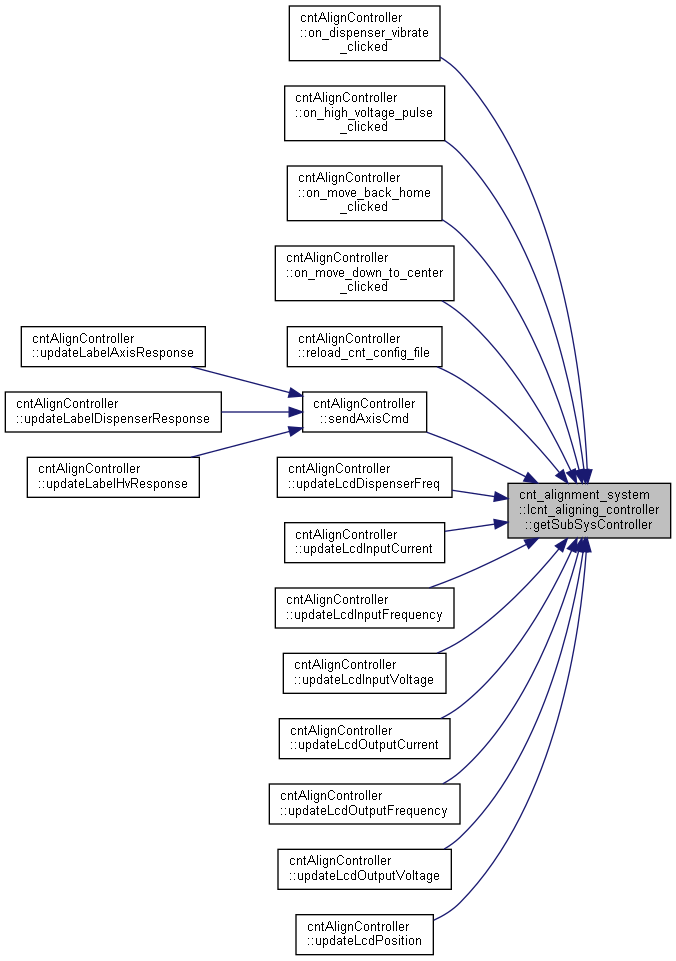 cntAlignController
::on_dispenser_vibrate
_clicked
cntAlignController
::on_high_voltage_pulse
_clicked
cntAlignController
::on_move_back_home
_clicked
cntAlignController
::on_move_down_to_center
_clicked
cntAlignController
::updateLabelAxisResponse
cntAlignController
::reload_cnt_config_file
cntAlignController
::updateLabelDispenserResponse
cntAlignController
::sendAxisCmd
cntAlignController
::updateLabelHvResponse
cntAlignController
::updateLcdDispenserFreq
cnt_alignment_system
::Icnt_aligning_controller
::getSubSysController
cntAlignController
::updateLcdInputCurrent
cntAlignController
::updateLcdInputFrequency
cntAlignController
::updateLcdInputVoltage
cntAlignController
::updateLcdOutputCurrent
cntAlignController
::updateLcdOutputFrequency
cntAlignController
::updateLcdOutputVoltage
cntAlignController
::updateLcdPosition